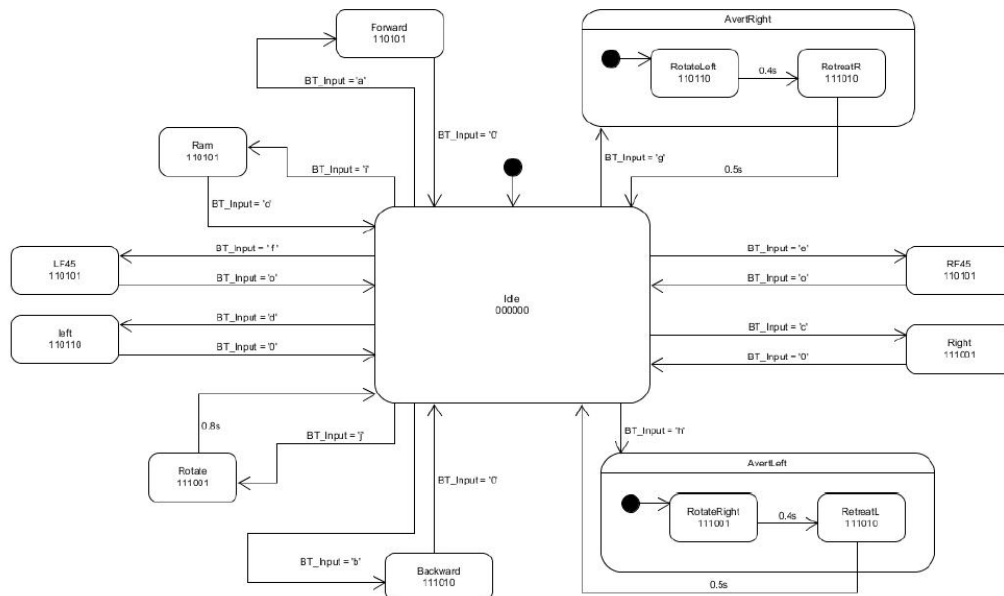 Forward
110101
AvertRight
RotateLeft
110110
0.4s
RetreatR
111010
BT_Input = 'a'
BT_Input = '0'
Ram
110101
BT_Input = 'i'
BT_Input = 'g'
0.5s
BT_Input = 'o'
BT_Input = 'f'
BT_Input = 'e'
LF45
110101
RF45
110101
BT_Input = 'o'
BT_Input = 'o'
Idle
000000
BT_Input = 'd'
BT_Input = 'c'
left
110110
Right
111001
BT_Input = '0'
BT_Input = '0'
0.8s
BT_Input = 'j'
BT_Input = 'h'
Rotate
111001
BT_Input = '0'
AvertLeft
RotateRight
111001
0.4s
RetreatL
111010
BT_Input = 'b'
Backward
111010
0.5s